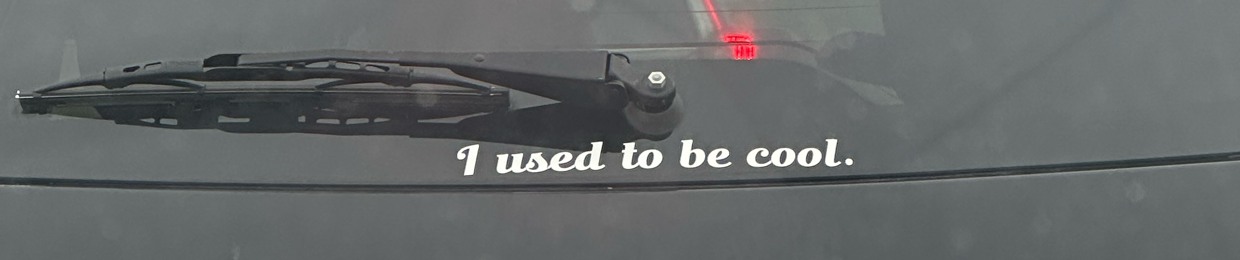 I used to be cool.